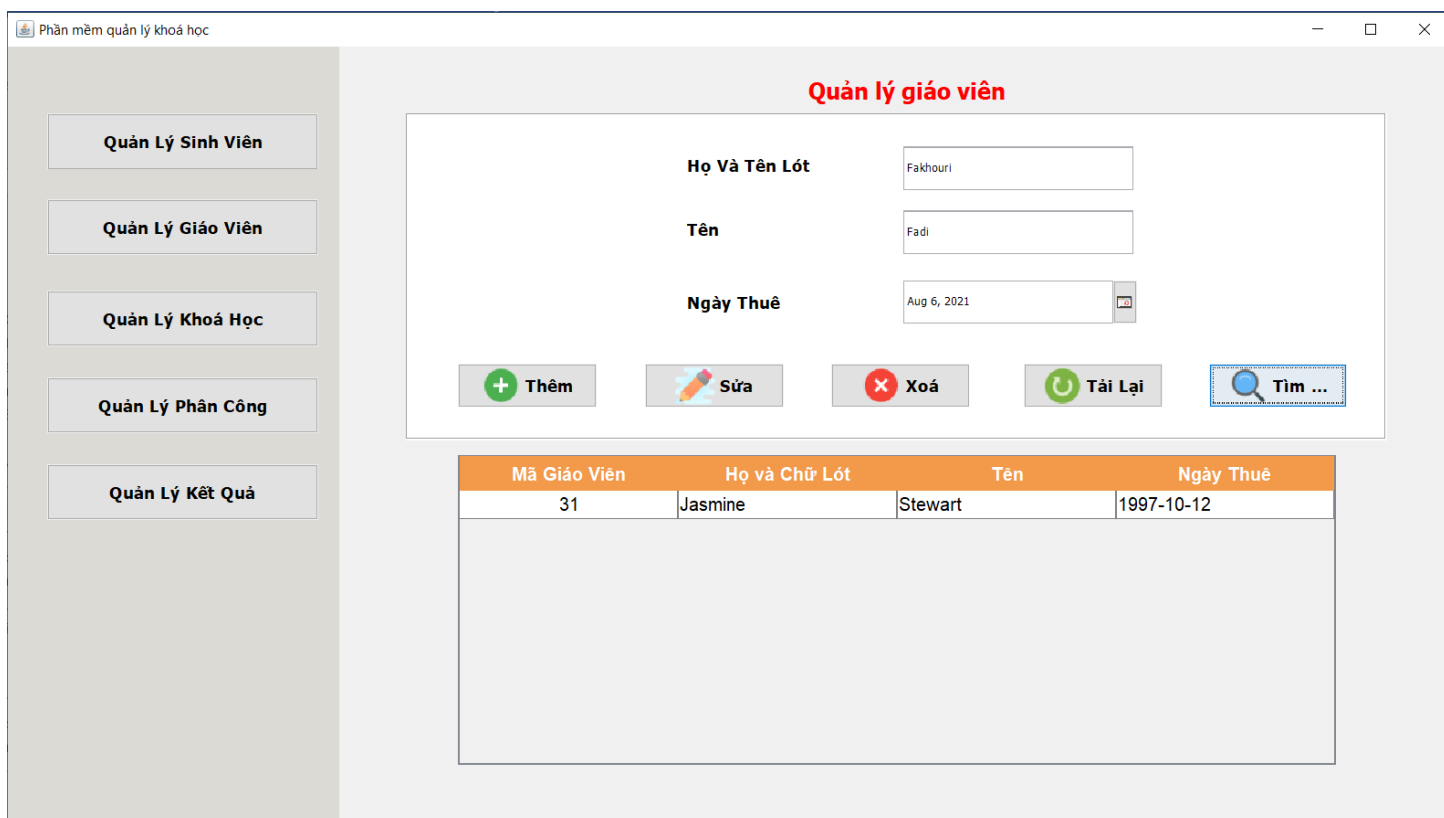 Phần mềm quản lý khoá học
Quản Lý Sinh Viên
Quản Lý Giáo Viên
Quản Lý Khoá Học
Quản Lý Phân Công
Quản Lý Kết Quả
Quản lý giáo viên
Họ Và Tên Lót Fakhouri
Tên Fadi
Ngày Thuê Aug 6, 2021
Thêm Sửa Xoá Tải Lại Tìm ...
Mã Giáo Viên Họ và Chữ Lót Tên Ngày Thuê
31 Jasmine Stewart 1997-10-12